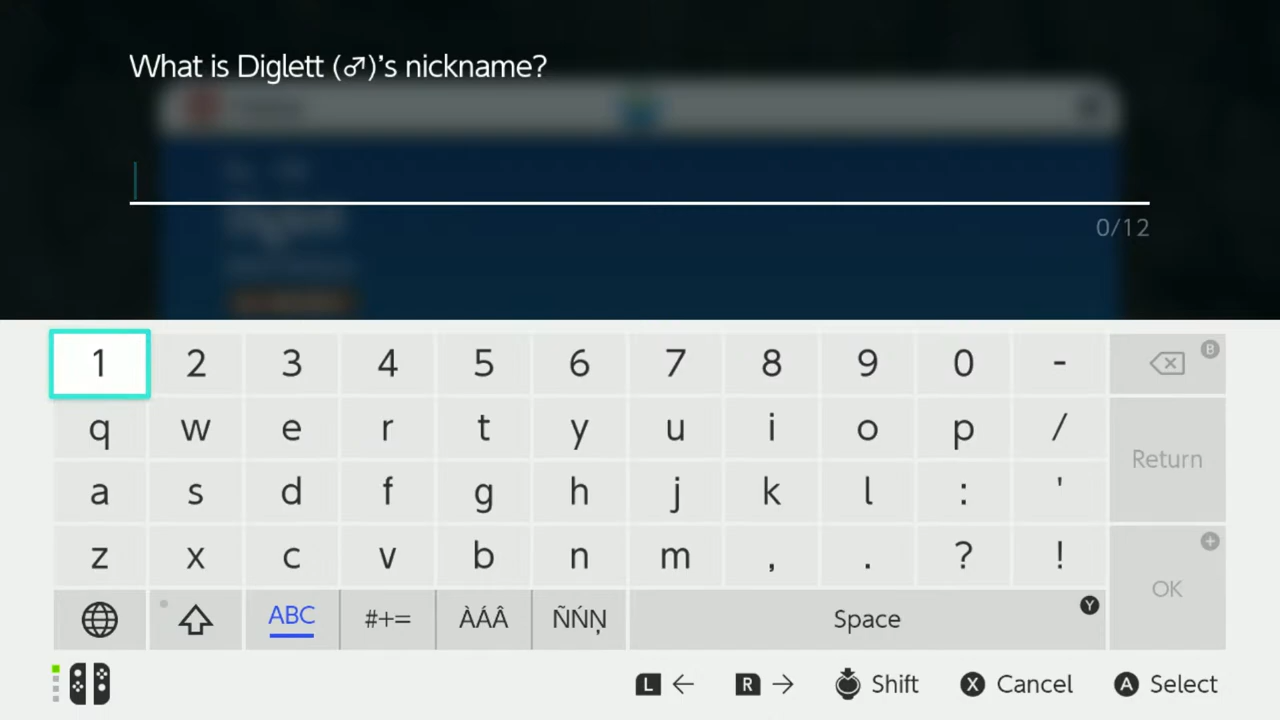 What is Diglett (♂)'s nickname?
0/12
1 2 3 4 5 6 7 8 9 0 - B
q w e r t y u i o p /
Return
a s d f g h j k l : '
z x c v b n m , . ? ! +
OK
ABC #+= ÀÁÂ ÑŃŅ Space Y
L ← R → Shift X Cancel A Select